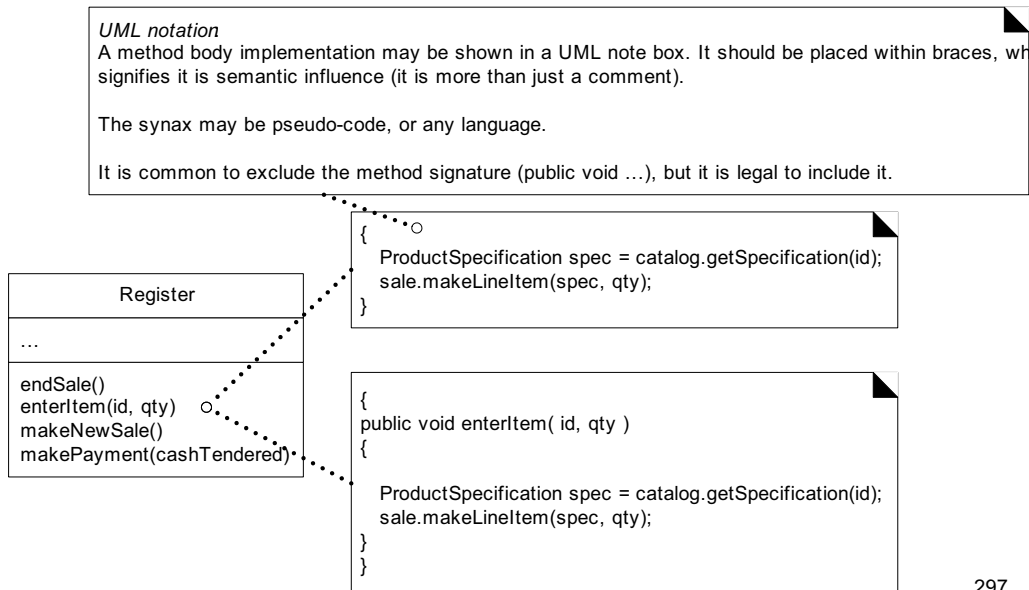 UML notation
A method body implementation may be shown in a UML note box. It should be placed within braces, wh
signifies it is semantic influence (it is more than just a comment).
The synax may be pseudo-code, or any language.
It is common to exclude the method signature (public void …), but it is legal to include it.
{
ProductSpecification spec = catalog.getSpecification(id);
sale.makeLineItem(spec, qty);
}
Register
…
endSale()
enterItem(id, qty)
makeNewSale()
makePayment(cashTendered)
{
public void enterItem( id, qty )
{
ProductSpecification spec = catalog.getSpecification(id);
sale.makeLineItem(spec, qty);
}
}
297